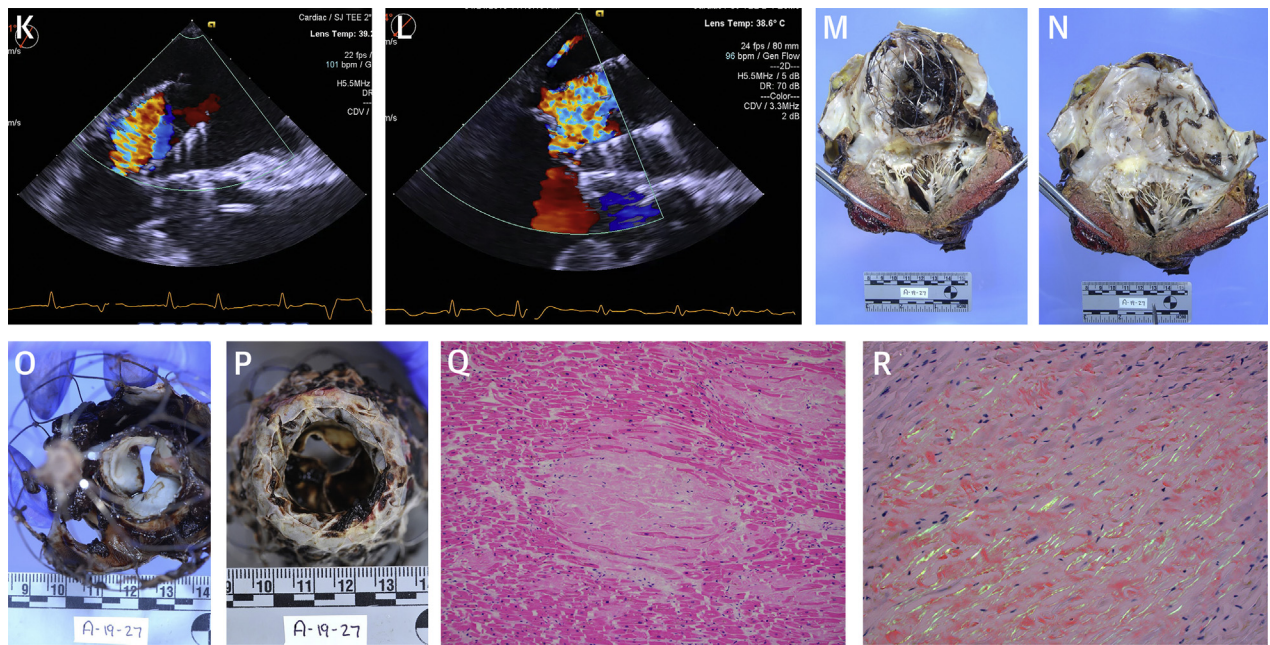 K
Cardiac / SJ TEE 2°
Lens Temp: 39.2
m/s
22 fps /
101 bpm / G
H5.5MHz
DR
---
CDV /
m/s
L
4°
Lens Temp: 38.6° C
m/s
24 fps / 80 mm
96 bpm / Gen Flow
---2D---
H5.5MHz / 5 dB
DR: 70 dB
---Color---
CDV / 3.3MHz
2 dB
m/s
M
A-19-27
N
A-19-27
O
9 10 11 12 13 14
A-19-27
P
9 10 11 12 13
A-19-27
Q
R